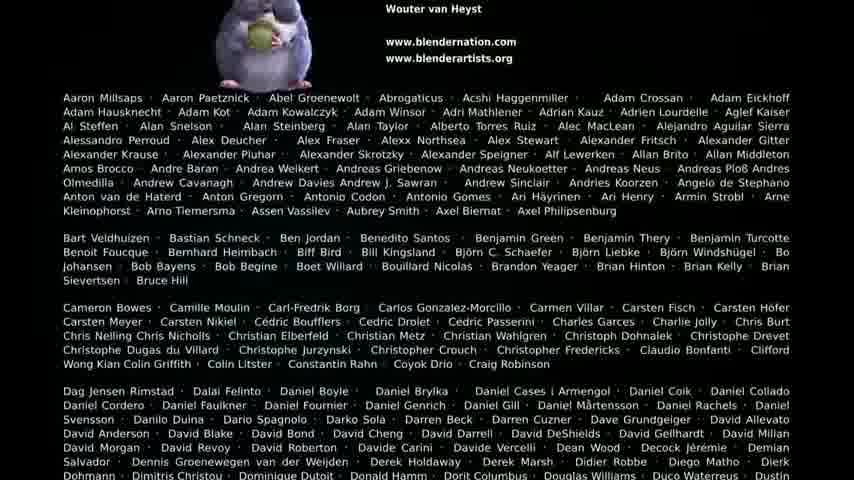 Wouter van Heyst
www.blendernation.com
www.blenderartists.org
Aaron Millsaps · Aaron Paetznick · Abel Groenewolt · Abrogaticus · Acshi Haggenmiller · Adam Crossan · Adam Eickhoff
Adam Hausknecht · Adam Kot · Adam Kowalczyk · Adam Winsor · Adri Mathlener · Adrian Kauz · Adrien Lourdelle · Aglef Kaiser
Al Steffen · Alan Snelson · Alan Steinberg · Alan Taylor · Alberto Torres Ruiz · Alec MacLean · Alejandro Aguilar Sierra
Alessandro Perroud · Alex Deucher · Alex Fraser · Alexx Northsea · Alex Stewart · Alexander Fritsch · Alexander Gitter
Alexander Krause · Alexander Pluhar · Alexander Skrotzky · Alexander Speigner · Alf Lewerken · Allan Brito · Allan Middleton
Amos Brocco · Andre Baran · Andrea Weikert · Andreas Griebenow · Andreas Neukoetter · Andreas Neus · Andreas Ploß Andres
Olmedilla · Andrew Cavanagh · Andrew Davies Andrew J. Sawran · Andrew Sinclair · Andries Koorzen · Angelo de Stephano
Anton van de Haterd · Anton Gregorn · Antonio Codon · Antonio Gomes · Ari Häyrinen · Ari Henry · Armin Strobl · Arne
Kleinophorst · Arno Tiemersma · Assen Vassilev · Aubrey Smith · Axel Biernat · Axel Philipsenburg
Bart Veldhuizen · Bastian Schneck · Ben Jordan · Benedito Santos · Benjamin Green · Benjamin Thery · Benjamin Turcotte
Benoit Foucque · Bernhard Heimbach · Biff Bird · Bill Kingsland · Björn C. Schaefer · Björn Liebke · Björn Windshügel · Bo
Johansen · Bob Bayens · Bob Begine · Boet Willard · Bouillard Nicolas · Brandon Yeager · Brian Hinton · Brian Kelly · Brian
Sievertsen · Bruce Hill
Cameron Bowes · Camille Moulin · Carl-Fredrik Borg · Carlos Gonzalez-Morcillo · Carmen Villar · Carsten Fisch · Carsten Höfer
Carsten Meyer · Carsten Nikiel · Cédric Boufflers · Cedric Drolet · Cédric Passerini · Charles Garces · Charlie Jolly · Chris Burt
Chris Nelling Chris Nicholls · Christian Elberfeld · Christian Metz · Christian Wahlgren · Christoph Dohnalek · Christophe Drevet
Christophe Dugas du Villard · Christophe Jurzynski · Christopher Crouch · Christopher Fredericks · Claudio Bonfanti · Clifford
Wong Kian Colin Griffith · Colin Litster · Constantin Rahn · Coyok Drio · Craig Robinson
Dag Jensen Rimstad · Dalai Felinto · Daniel Boyle · Daniel Brylka · Daniel Cases i Armengol · Daniel Coik · Daniel Collado
Daniel Cordero · Daniel Faulkner · Daniel Fournier · Daniel Genrich · Daniel Gill · Daniel Mårtensson · Daniel Rachels · Daniel
Svensson · Danilo Duina · Dario Spagnolo · Darko Sola · Darren Beck · Darren Cuzner · Dave Grundgeiger · David Allevato
David Anderson · David Blake · David Bond · David Cheng · David Darrell · David DeShields · David Gellhardt · David Millan
David Morgan · David Revoy · David Roberton · Davide Carini · Davide Vercelli · Dean Wood · Decock Jérémie · Demian
Salvador · Dennis Groenewegen van der Weijden · Derek Holdaway · Derek Marsh · Didier Robbe · Diego Matho · Dierk
Dohmann · Dimitris Christou · Dominique Dutoit · Donald Hamm · Dorit Columbus · Douglas Williams · Duco Waterreus · Dustin